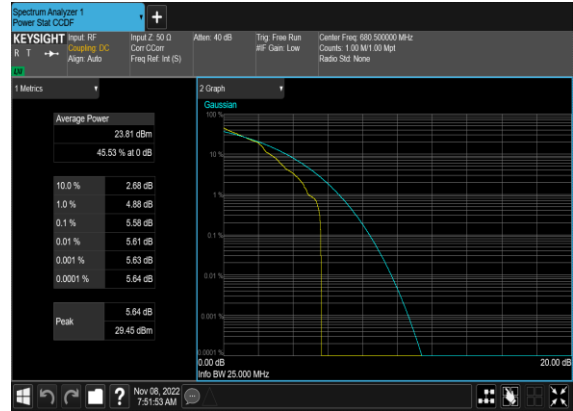 Spectrum Analyzer 1
Power Stat CCDF
KEYSIGHT
R T
LXI
Input: RF
Coupling: DC
Align: Auto
Input Z: 50 Ω
Corr CCorr
Freq Ref: Int (S)
Atten: 40 dB
Trig: Free Run
#IF Gain: Low
Center Freq: 680.500000 MHz
Counts: 1.00 M/1.00 Mpt
Radio Std: None
1 Metrics
Average Power
23.81 dBm
45.53 % at 0 dB
10.0 % 2.68 dB
1.0 % 4.88 dB
0.1 % 5.58 dB
0.01 % 5.61 dB
0.001 % 5.63 dB
0.0001 % 5.64 dB
Peak
5.64 dB
29.45 dBm
2 Graph
Gaussian
100 %
10 %
1 %
0.1 %
0.01 %
0.001 %
0.0001 %
0.00 dB 20.00 dB
Info BW 25.000 MHz
?
Nov 08, 2022
7:51:53 AM